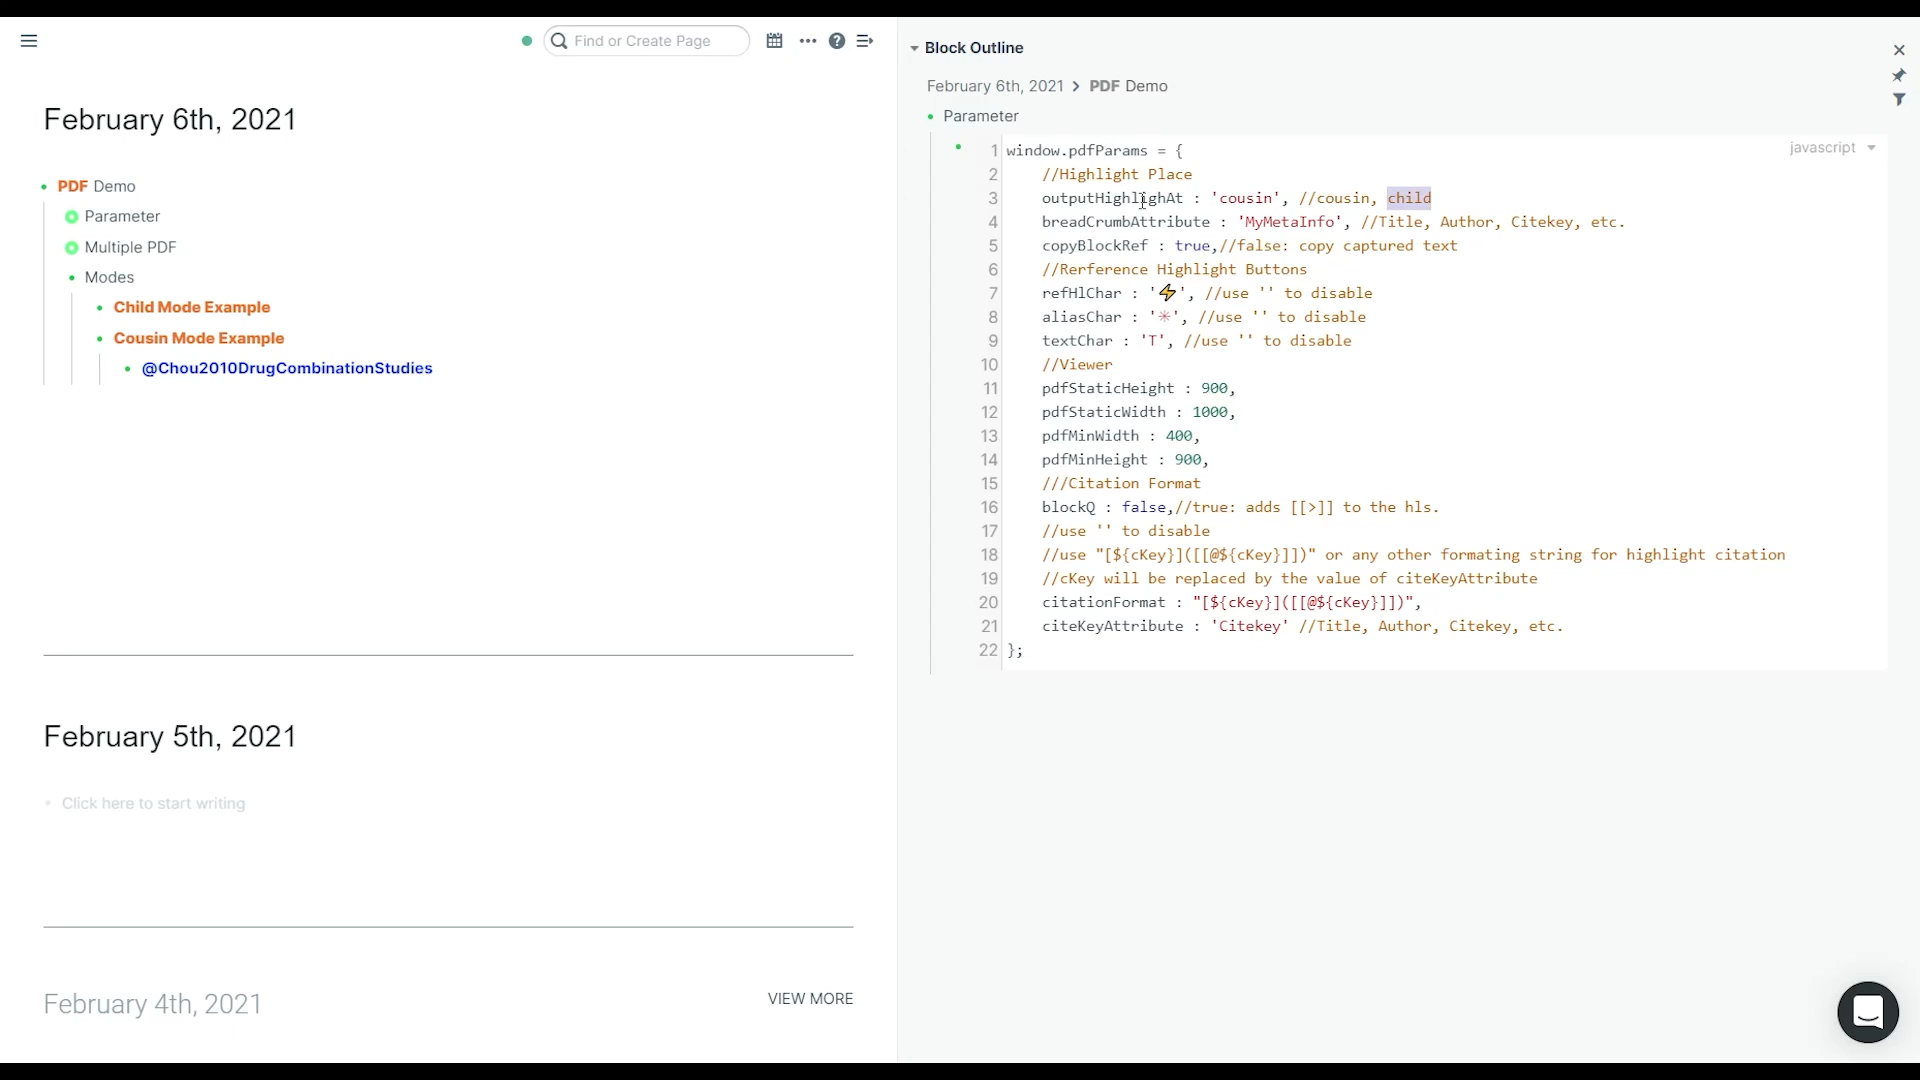 Find or Create Page
February 6th, 2021
PDF Demo
Parameter
Multiple PDF
Modes
Child Mode Example
Cousin Mode Example
@Chou2010DrugCombinationStudies
February 5th, 2021
Click here to start writing
February 4th, 2021
VIEW MORE
Block Outline
February 6th, 2021 > PDF Demo
Parameter
javascript
1 window.pdfParams = {
2 //Highlight Place
3 outputHighlighAt : 'cousin', //cousin, child
4 breadCrumbAttribute : 'MyMetaInfo', //Title, Author, Citekey, etc.
5 copyBlockRef : true,//false: copy captured text
6 //Rerference Highlight Buttons
7 refHlChar : '⚡', //use '' to disable
8 aliasChar : '✳', //use '' to disable
9 textChar : 'T', //use '' to disable
10 //Viewer
11 pdfStaticHeight : 900,
12 pdfStaticWidth : 1000,
13 pdfMinWidth : 400,
14 pdfMinHeight : 900,
15 ///Citation Format
16 blockQ : false,//true: adds [[>]] to the hls.
17 //use '' to disable
18 //use "[${cKey}]([[@${cKey}]])" or any other formating string for highlight citation
19 //cKey will be replaced by the value of citeKeyAttribute
20 citationFormat : "[${cKey}]([[@${cKey}]])",
21 citeKeyAttribute : 'Citekey' //Title, Author, Citekey, etc.
22 };